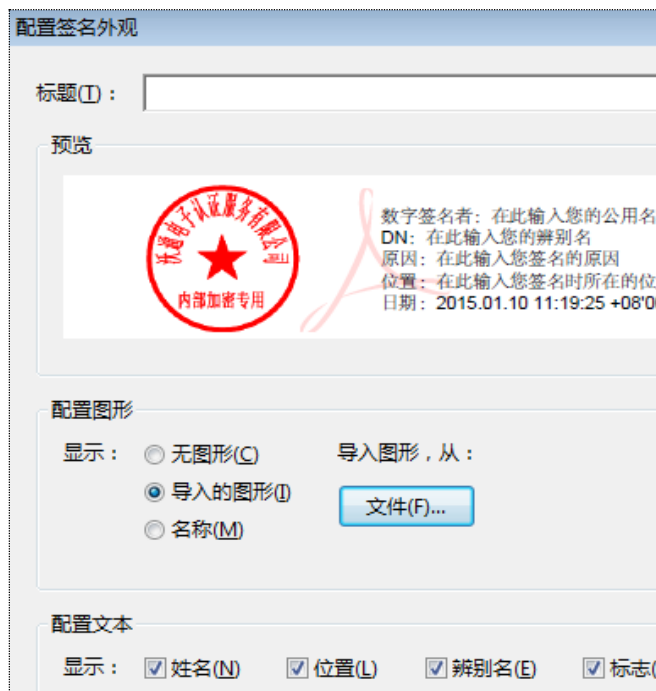 配置签名外观
标题(T)：
预览
沃通电子认证服务有限公司
内部加密专用
数字签名者：在此输入您的公用名
DN：在此输入您的辨别名
原因：在此输入您签名的原因
位置：在此输入您签名时所在的位
日期：2015.01.10 11:19:25 +08'0
配置图形
显示：
无图形(C)
导入图形，从：
导入的图形(I)
文件(F)...
名称(M)
配置文本
显示：
姓名(N)
位置(L)
辨别名(E)
标志(